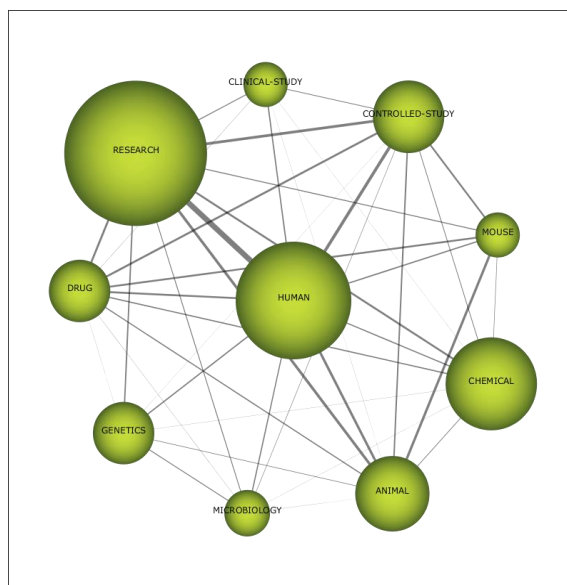 CLINICAL-STUDY
CONTROLLED-STUDY
RESEARCH
MOUSE
DRUG
HUMAN
CHEMICAL
GENETICS
ANIMAL
MICROBIOLOGY